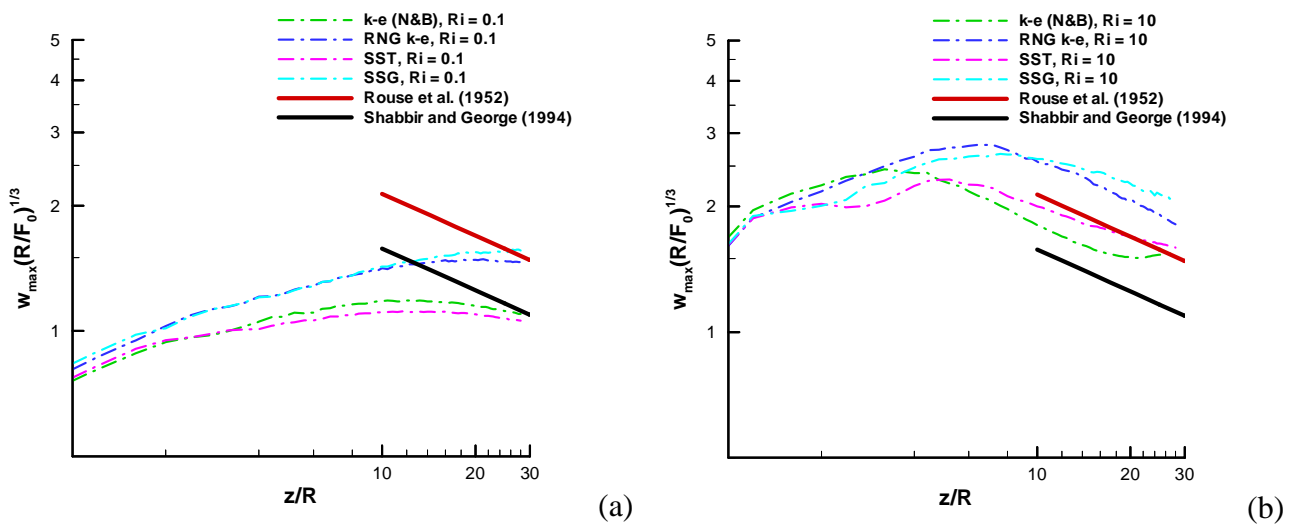 k-e (N&B), Ri = 0.1
RNG k-e, Ri = 0.1
SST, Ri = 0.1
SSG, Ri = 0.1
Rouse et al. (1952)
Shabbir and George (1994)
5
4
3
2
1
w_max(R/F_0)^1/3
10
20
30
z/R
(a)
k-e (N&B), Ri = 10
RNG k-e, Ri = 10
SST, Ri = 10
SSG, Ri = 10
Rouse et al. (1952)
Shabbir and George (1994)
5
4
3
2
1
w_max(R/F_0)^1/3
10
20
30
z/R
(b)